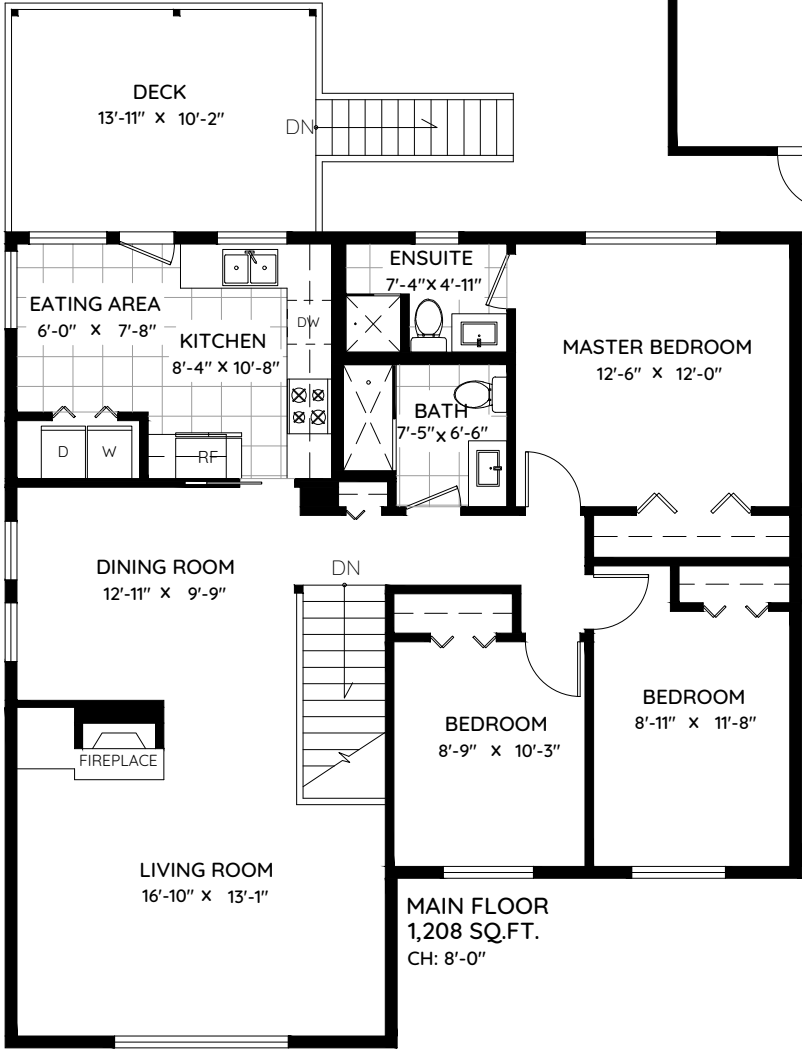 DECK
13'-11" X 10'-2"
DN
ENSUITE
7'-4" X 4'-11"
EATING AREA
6'-0" X 7'-8"
KITCHEN
8'-4" X 10'-8"
DW
MASTER BEDROOM
12'-6" X 12'-0"
BATH
7'-5" X 6'-6"
D
W
RF
DINING ROOM
12'-11" X 9'-9"
DN
BEDROOM
8'-9" X 10'-3"
BEDROOM
8'-11" X 11'-8"
FIREPLACE
LIVING ROOM
16'-10" X 13'-1"
MAIN FLOOR
1,208 SQ.FT.
CH: 8'-0"